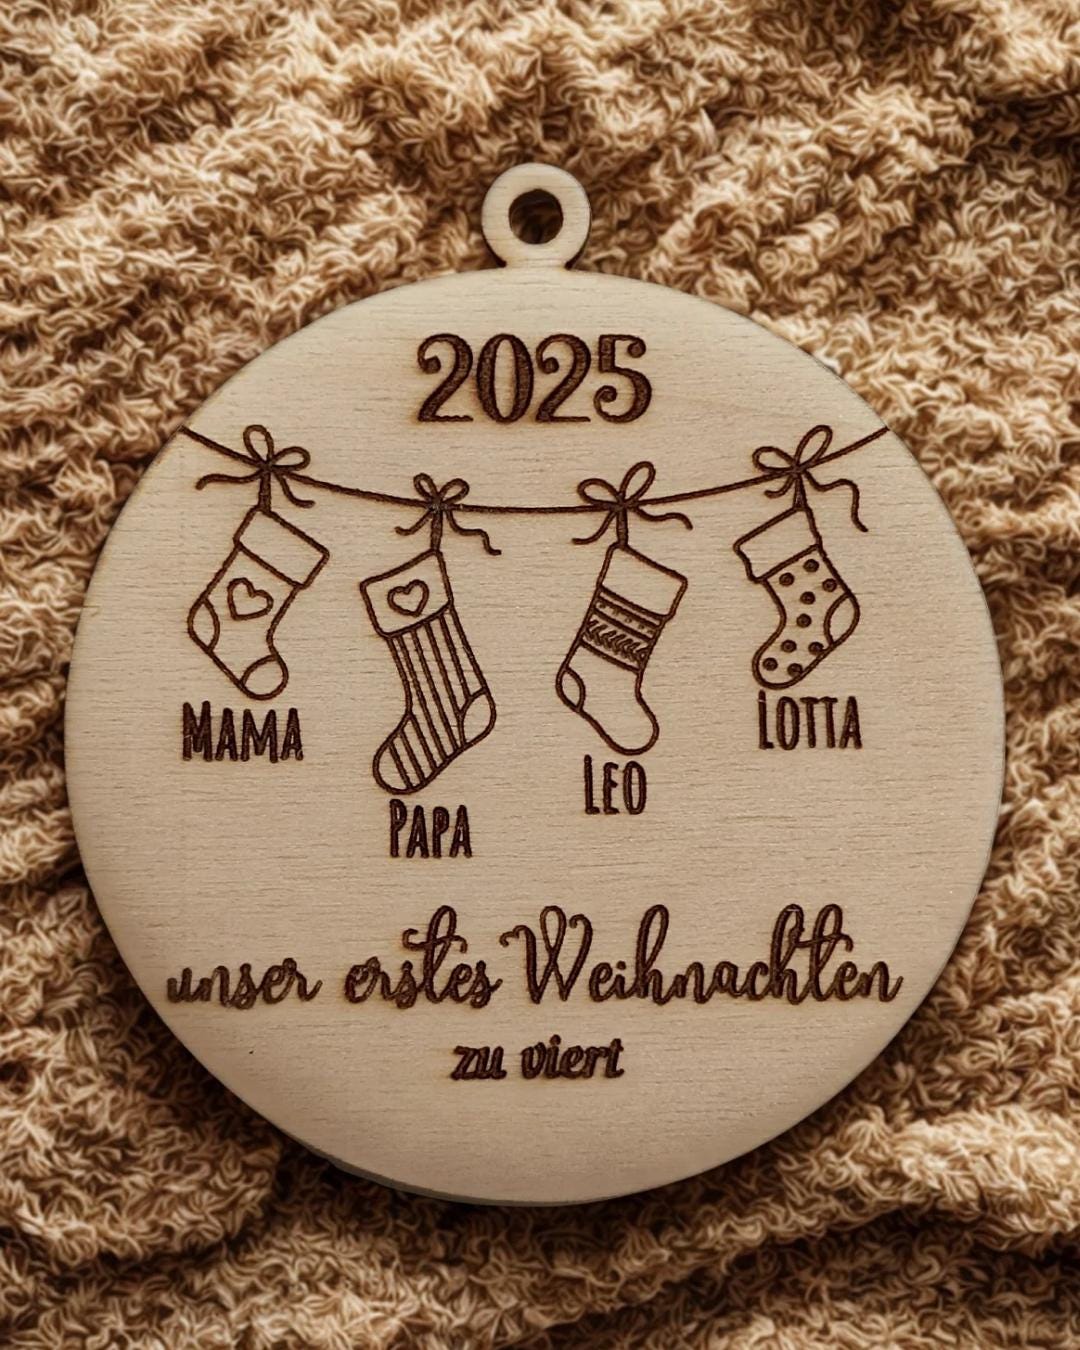 2025
MAMA
PAPA
LEO
LOTTA
unser erstes Weihnachten
zu viert